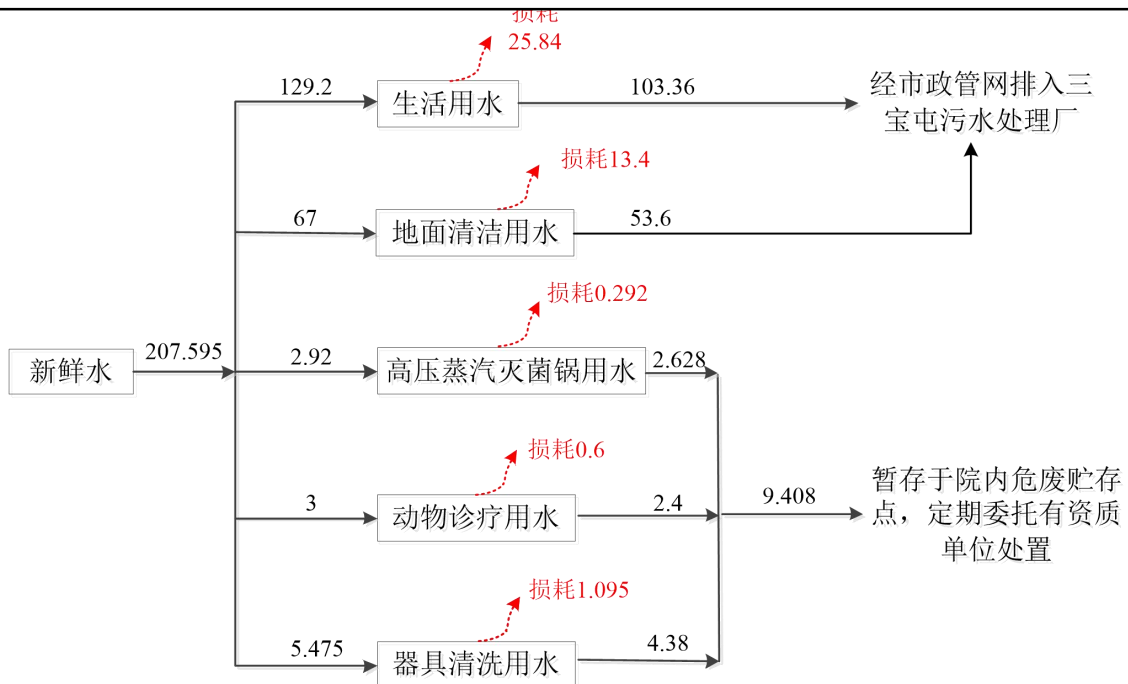 损耗
25.84
129.2
生活用水
103.36
经市政管网排入三
宝屯污水处理厂
损耗13.4
67
地面清洁用水
53.6
损耗0.292
新鲜水
207.595
2.92
高压蒸汽灭菌锅用水
2.628
损耗0.6
3
动物诊疗用水
2.4
9.408
暂存于院内危废贮存
点，定期委托有资质
单位处置
损耗1.095
5.475
器具清洗用水
4.38